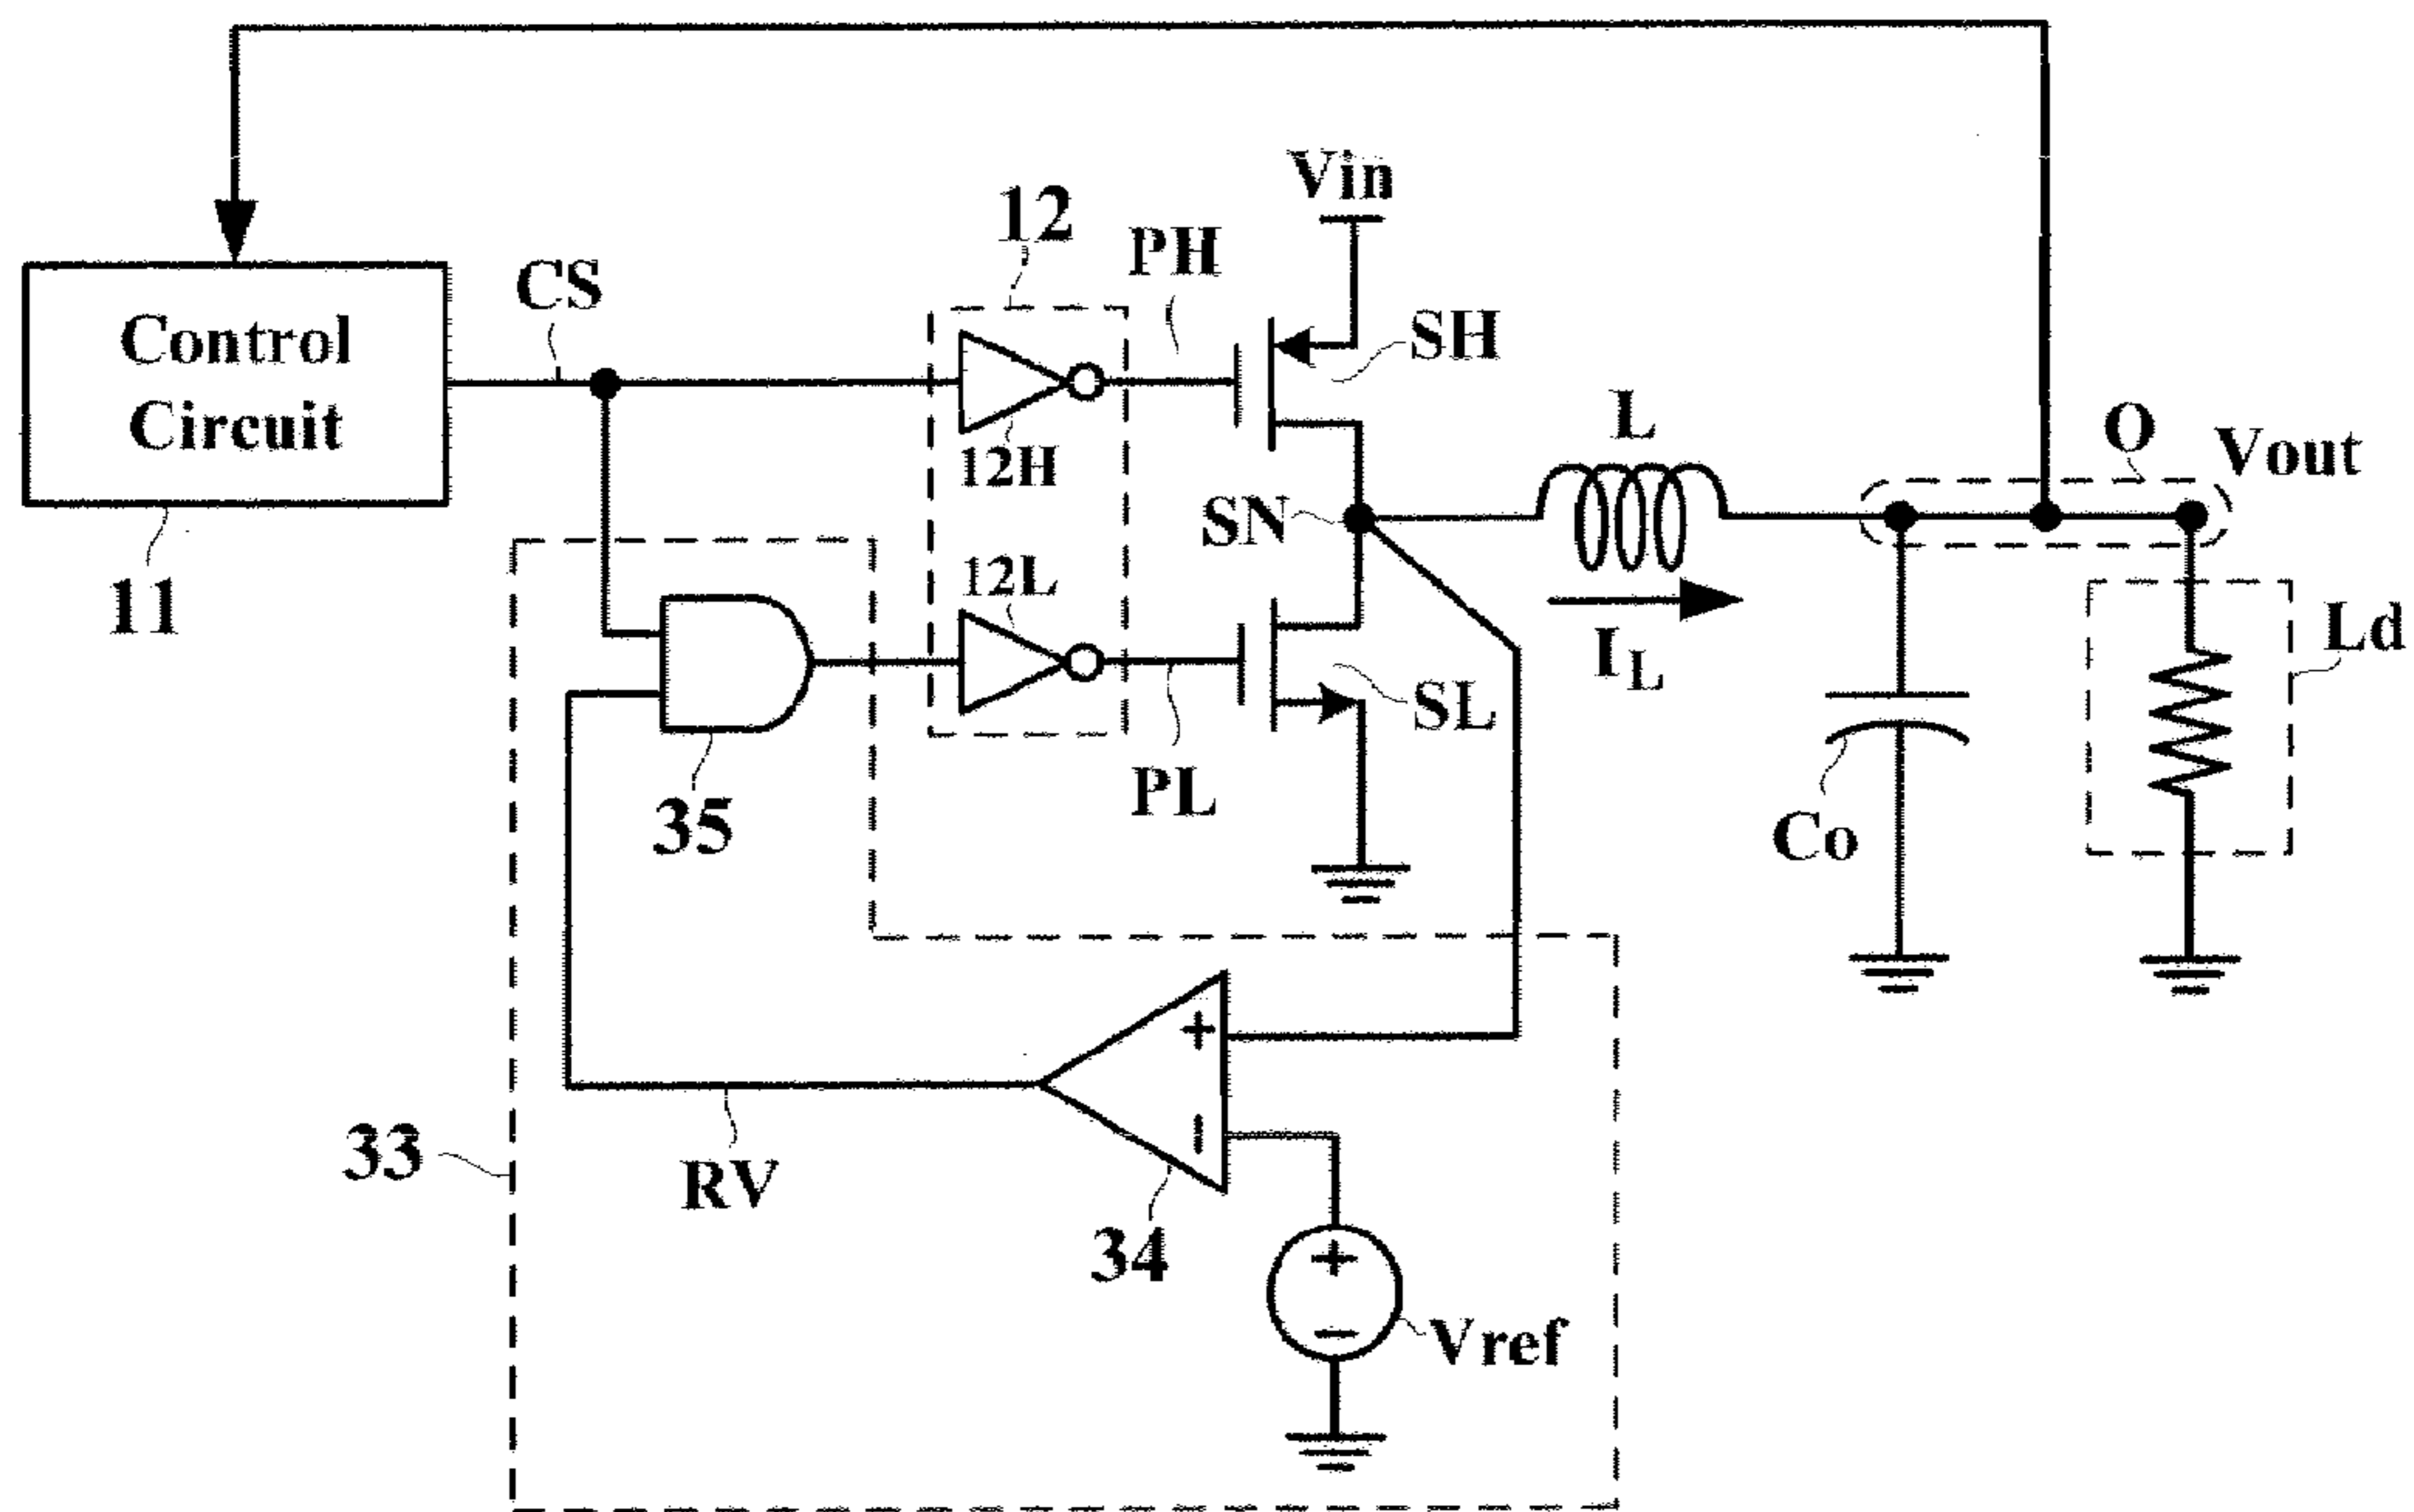 Vin
12
PH
CS
SH
Control
Circuit
12H
L
O
Vout
SN
12L
11
IL
Ld
SL
PL
35
Co
+
−
RV
33
34
+
−
Vref